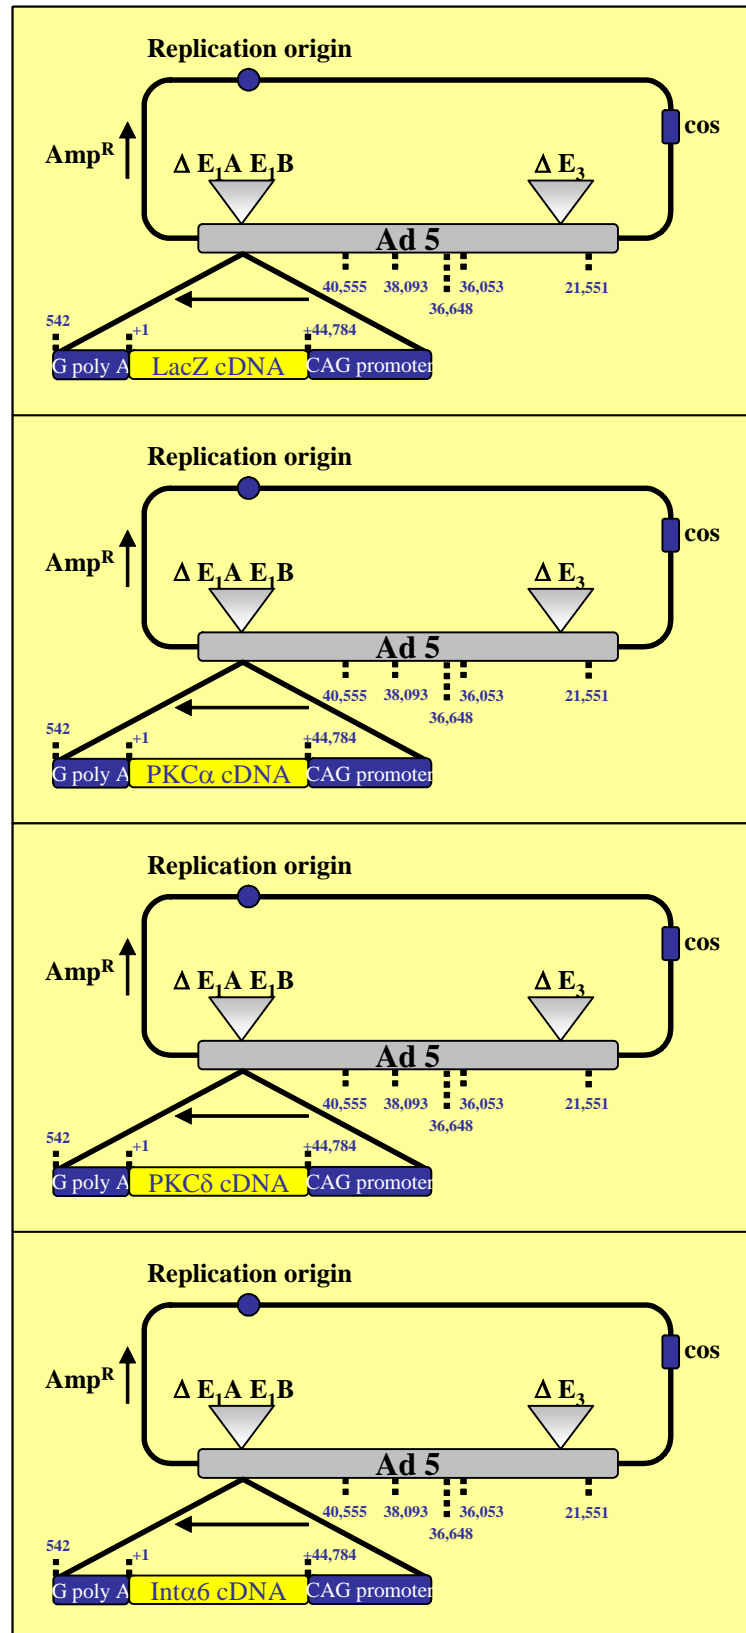 Replication origin
cos
Amp^R
Δ E₁A E₁B
Δ E₃
Ad 5
40,555
38,093
36,053
21,551
36,648
542
+1
+44,784
G poly A
LacZ cDNA
CAG promoter
Replication origin
cos
Amp^R
Δ E₁A E₁B
Δ E₃
Ad 5
40,555
38,093
36,053
21,551
36,648
542
+1
+44,784
G poly A
PKCα cDNA
CAG promoter
Replication origin
cos
Amp^R
Δ E₁A E₁B
Δ E₃
Ad 5
40,555
38,093
36,053
21,551
36,648
542
+1
+44,784
G poly A
PKCδ cDNA
CAG promoter
Replication origin
cos
Amp^R
Δ E₁A E₁B
Δ E₃
Ad 5
40,555
38,093
36,053
21,551
36,648
542
+1
+44,784
G poly A
Intα6 cDNA
CAG promoter